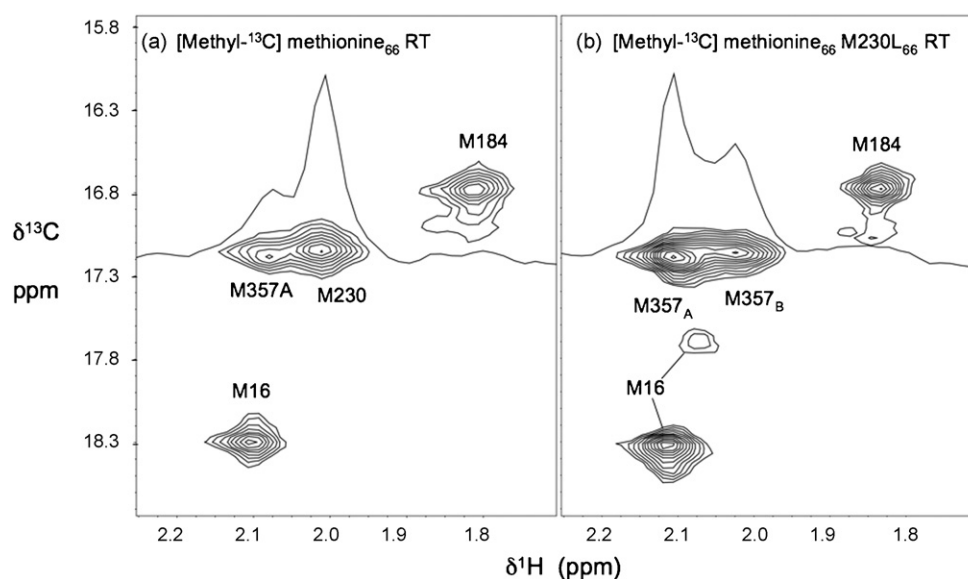 (a) [Methyl-¹³C] methionine₆₆ RT
(b) [Methyl-¹³C] methionine₆₆ M230L₆₆ RT
15.8
16.3
16.8
17.3
17.8
18.3
δ¹³C
ppm
M184
M357A M230
M16
M184
M357A M357B
M16
2.2 2.1 2.0 1.9 1.8
2.2 2.1 2.0 1.9 1.8
δ¹H (ppm)